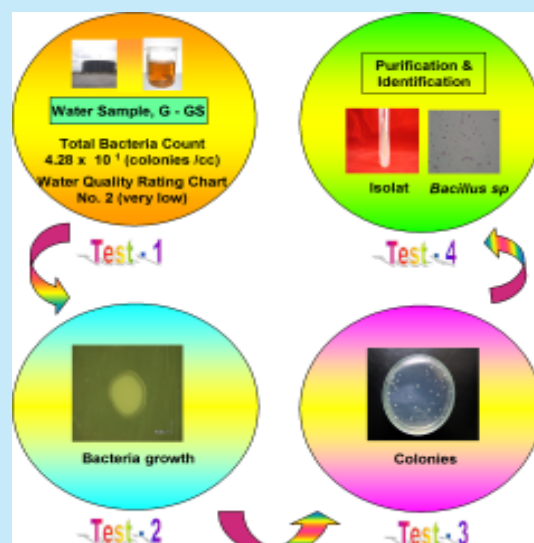 Water Sample, G - GS
Total Bacteria Count
4.28 x 10 ¹ (colonies /cc)
Water Quality Rating Chart
No. 2 (very low)
Test - 1
Bacteria growth
Test - 2
Colonies
Test - 3
Purification &
Identification
Isolat
Bacillus sp
Test - 4